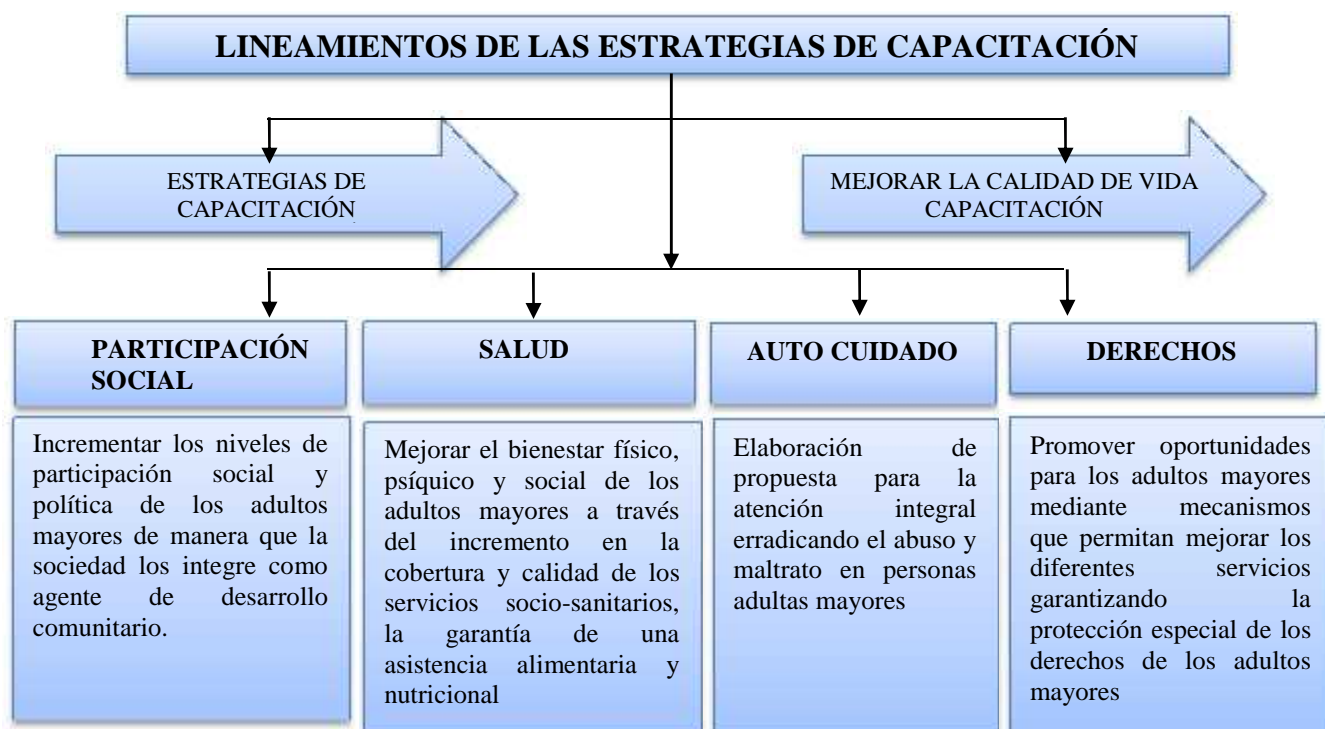 LINEAMIENTOS DE LAS ESTRATEGIAS DE CAPACITACIÓN
ESTRATEGIAS DE
CAPACITACIÓN
MEJORAR LA CALIDAD DE VIDA
CAPACITACIÓN
PARTICIPACIÓN
SOCIAL
SALUD
AUTO CUIDADO
DERECHOS
Incrementar los niveles de
participación social y
política de los adultos
mayores de manera que la
sociedad los integre como
agente de desarrollo
comunitario.
Mejorar el bienestar físico,
psíquico y social de los
adultos mayores a través
del incremento en la
cobertura y calidad de los
servicios socio-sanitarios,
la garantía de una
asistencia alimentaria y
nutricional
Elaboración de
propuesta para la
atención integral
erradicando el abuso y
maltrato en personas
adultas mayores
Promover oportunidades
para los adultos mayores
mediante mecanismos
que permitan mejorar los
diferentes servicios
garantizando la
protección especial de los
derechos de los adultos
mayores